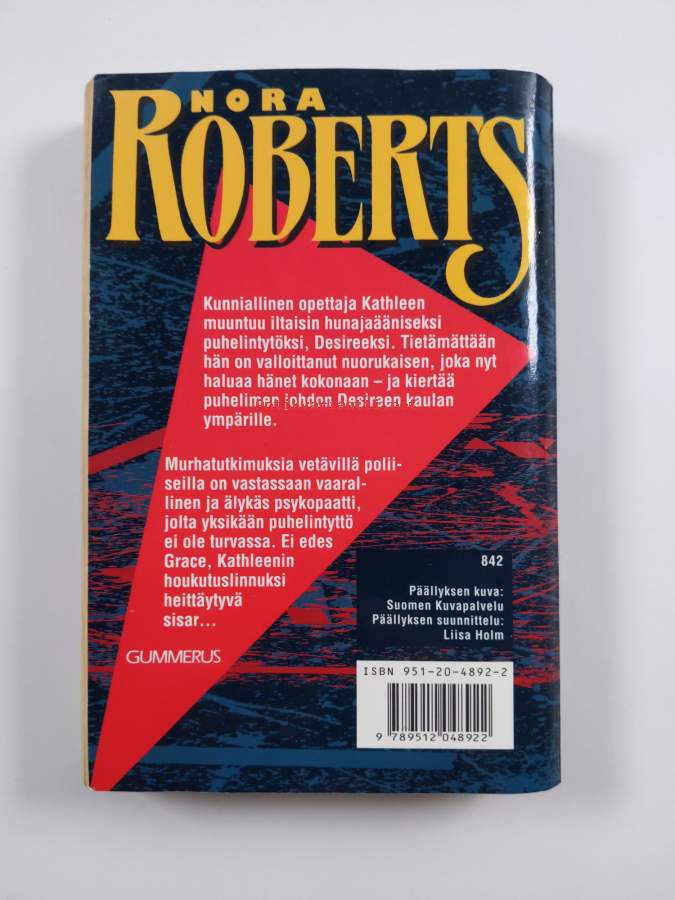 NORA
ROBERTS
Kunniallinen opettaja Kathleen
muuntuu iltaisin hunajaääniseksi
puhelintytöksi, Desireeksi. Tietämättään
hän on valloittanut nuorukaisen, joka nyt
haluaa hänet kokonaan – ja kiertää
puhelimen johdon Desireen kaulan
ympärille.
Murhatutkimuksia vetävillä polii-
seilla on vastassaan vaaral-
linen ja älykäs psykopaatti,
jolta yksikään puhelintyttö
ei ole turvassa. Ei edes
Grace, Kathleenin
houkutuslinnuksi
heittäytyvä
sisar...
GUMMERUS
842
Päällyksen kuva:
Suomen Kuvapalvelu
Päällyksen suunnittelu:
Liisa Holm
ISBN 951-20-4892-2
9 789512 048922